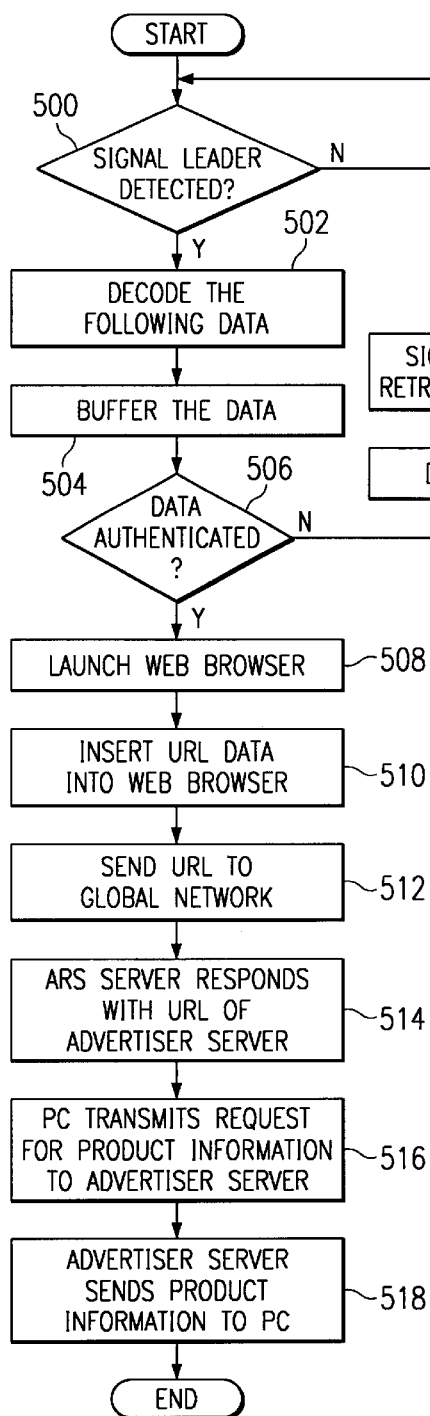 START
500
SIGNAL LEADER
DETECTED?
N
Y
502
DECODE THE
FOLLOWING DATA
BUFFER THE DATA
504
506
DATA
AUTHENTICATED
?
N
Y
LAUNCH WEB BROWSER
508
INSERT URL DATA
INTO WEB BROWSER
510
SEND URL TO
GLOBAL NETWORK
512
ARS SERVER RESPONDS
WITH URL OF
ADVERTISER SERVER
514
PC TRANSMITS REQUEST
FOR PRODUCT INFORMATION
TO ADVERTISER SERVER
516
ADVERTISER SERVER
SENDS PRODUCT
INFORMATION TO PC
518
END